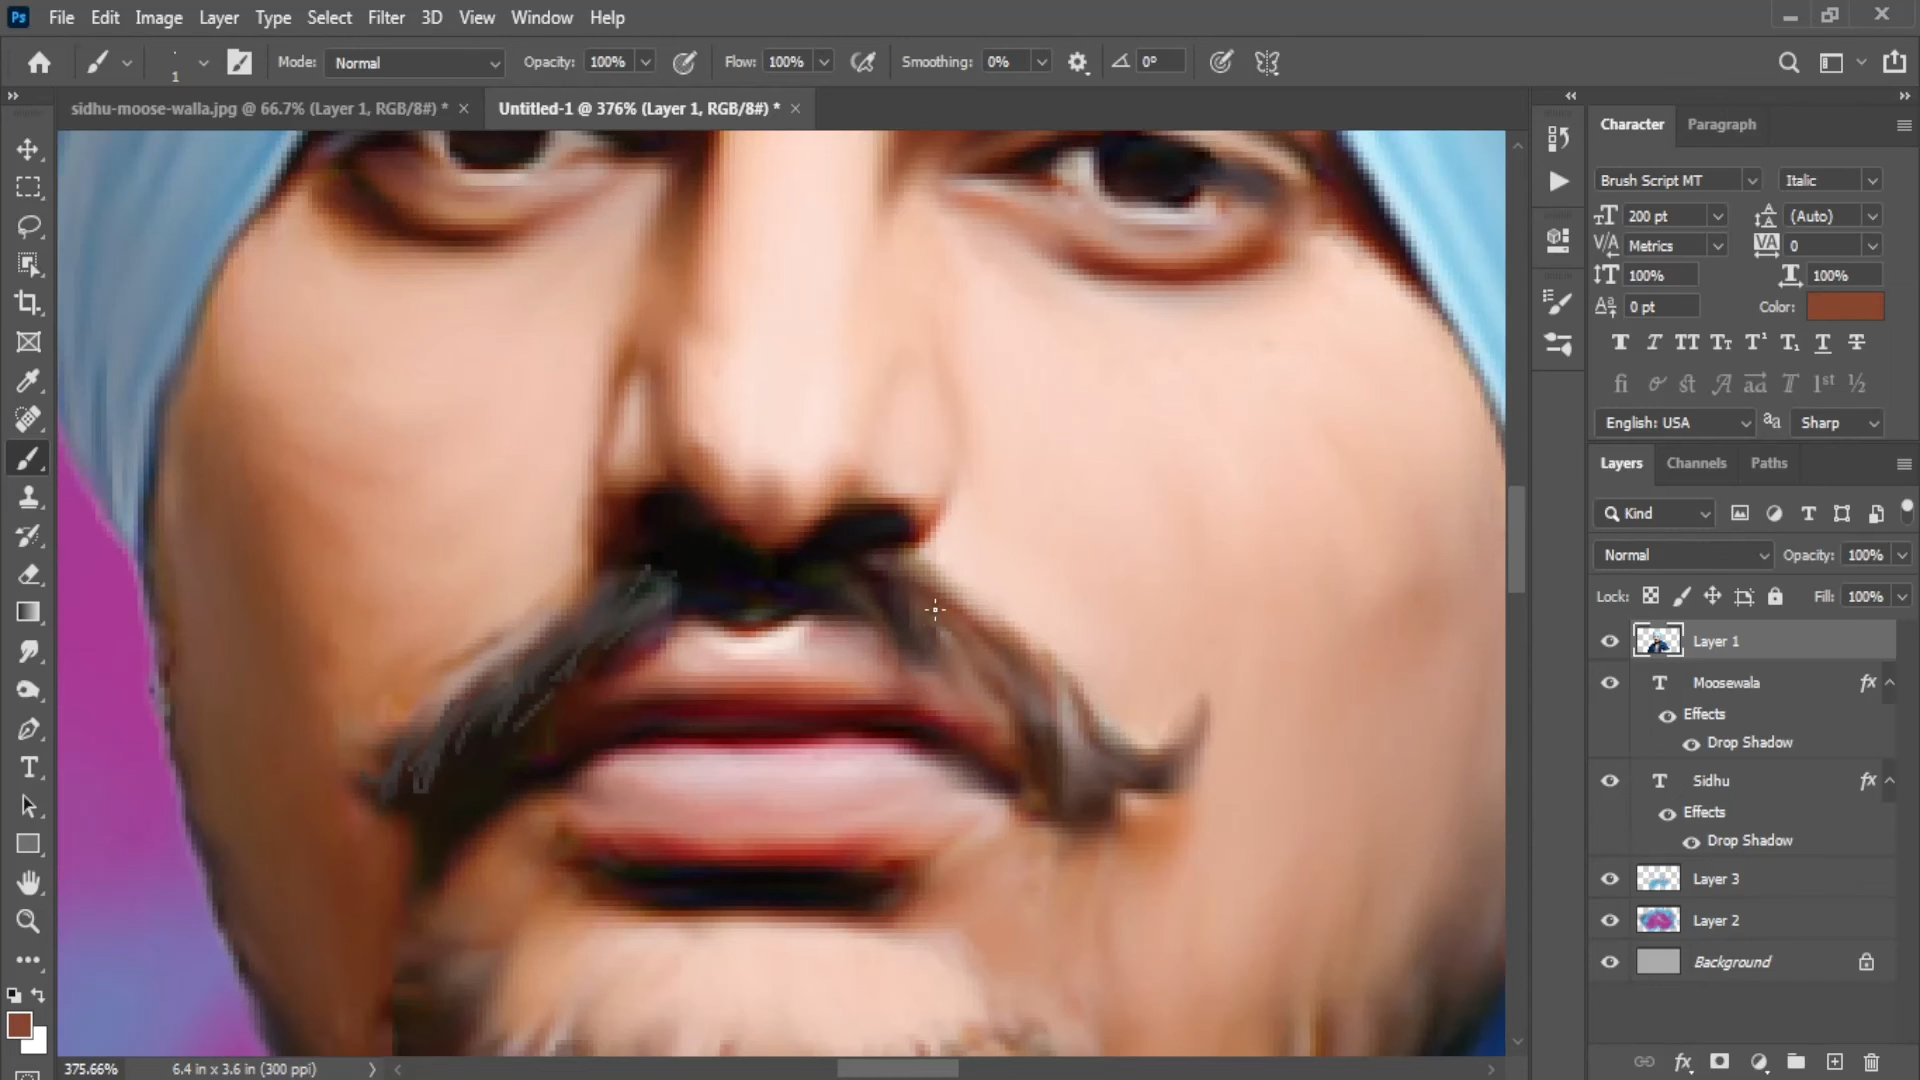 Ps File Edit Image Layer Type Select Filter 3D View Window Help
1 Mode: Normal Opacity: 100% Flow: 100% Smoothing: 0% 0°
sidhu-moose-walla.jpg @ 66.7% (Layer 1, RGB/8#) * × Untitled-1 @ 376% (Layer 1, RGB/8#) * ×
Character Paragraph
Brush Script MT Italic
200 pt (Auto)
Metrics 0
100% 100%
0 pt Color:
English: USA Sharp
Layers Channels Paths
Kind
Normal Opacity: 100%
Lock: Fill: 100%
Layer 1
Moosewala fx
Effects
Drop Shadow
Sidhu fx
Effects
Drop Shadow
Layer 3
Layer 2
Background
375.66% 6.4 in x 3.6 in (300 ppi)